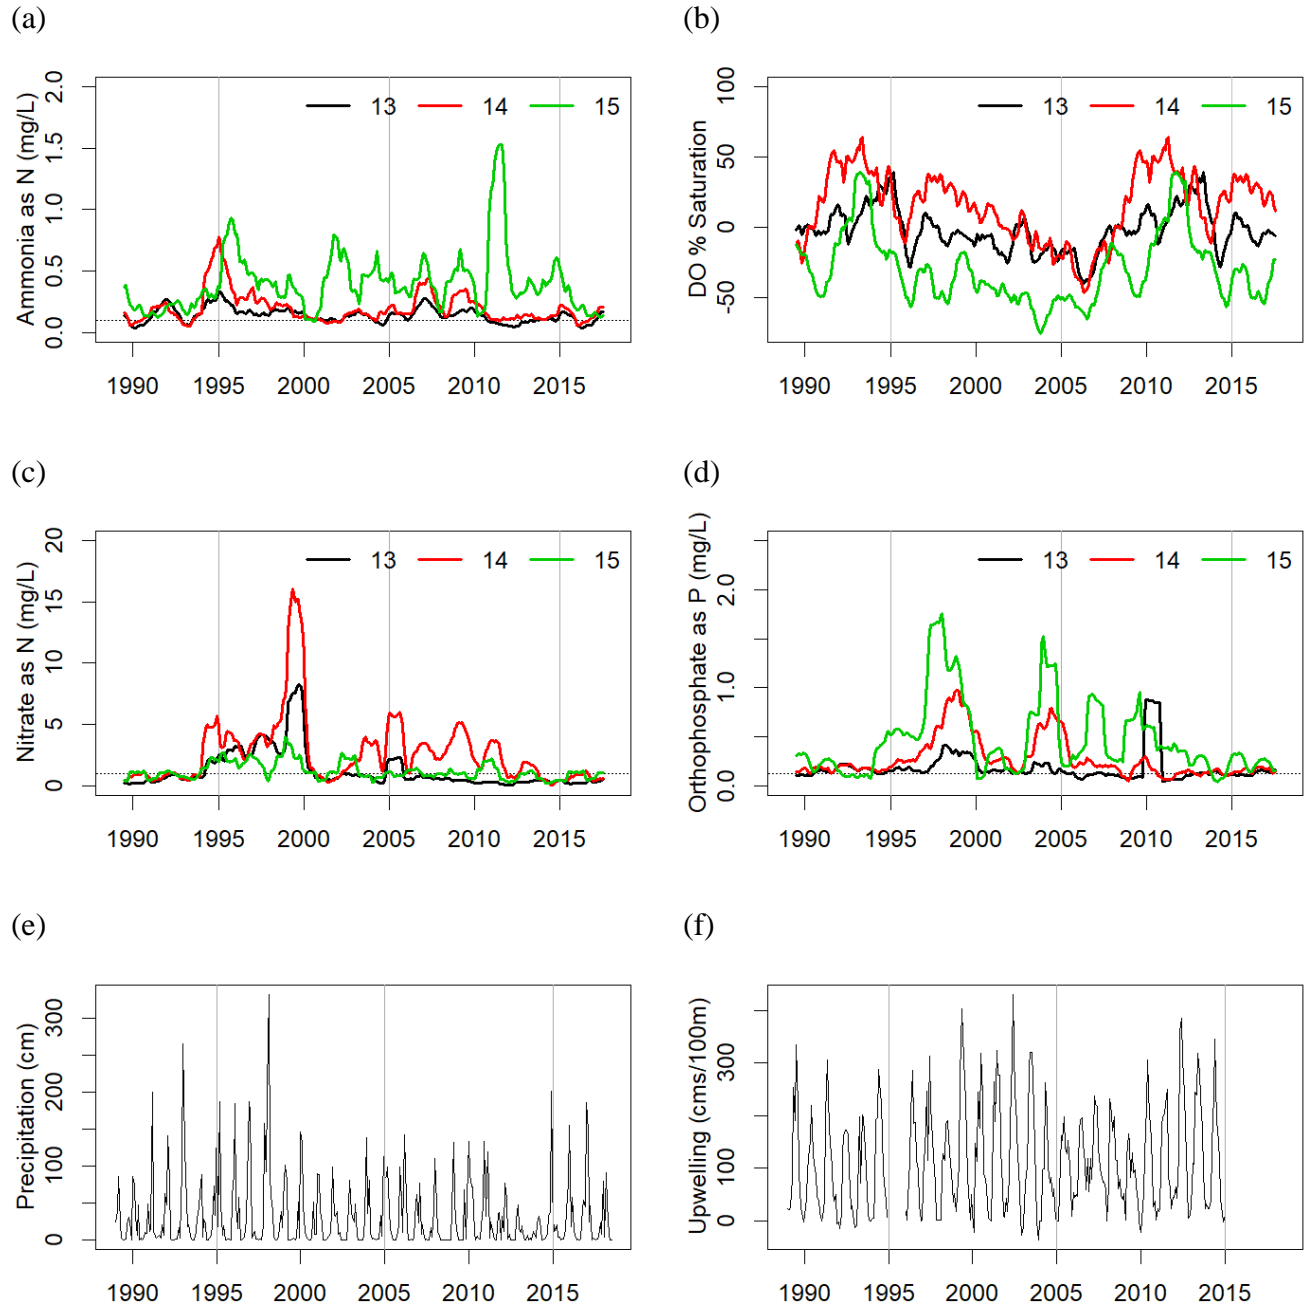 (a)
Ammonia as N (mg/L)
0.0 0.5 1.0 1.5 2.0
13 14 15
1990 1995 2000 2005 2010 2015
(b)
DO % Saturation
-50 0 50 100
13 14 15
1990 1995 2000 2005 2010 2015
(c)
Nitrate as N (mg/L)
0 5 10 15 20
13 14 15
1990 1995 2000 2005 2010 2015
(d)
Orthophosphate as P (mg/L)
0.0 1.0 2.0
13 14 15
1990 1995 2000 2005 2010 2015
(e)
Precipitation (cm)
0 100 200 300
1990 1995 2000 2005 2010 2015
(f)
Upwelling (cms/100m)
0 100 300
1990 1995 2000 2005 2010 2015